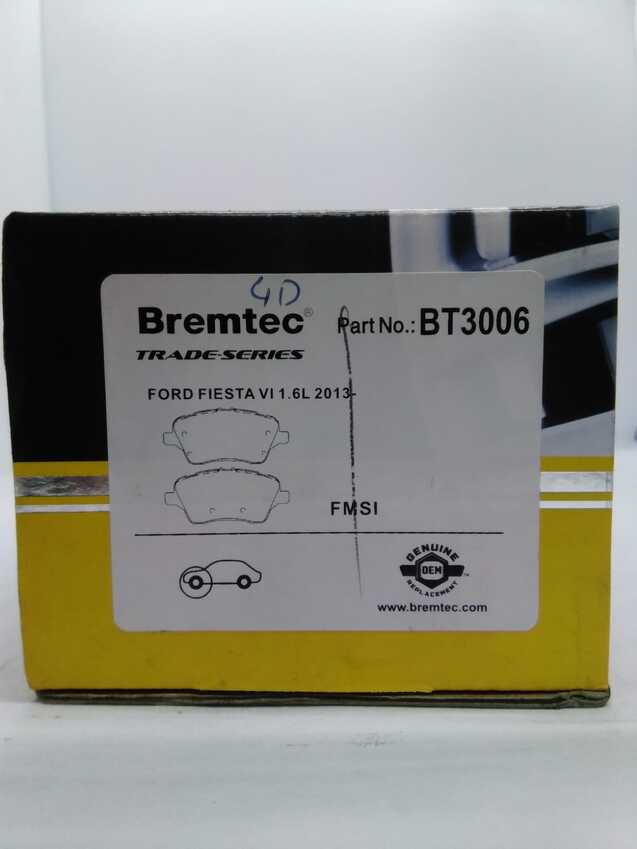 4D
Bremtec®
Part No.: BT3006
TRADE-SERIES
FORD FIESTA VI 1.6L 2013-
FMSI
GENUINE
OEM™
REPLACEMENT
www.bremtec.com